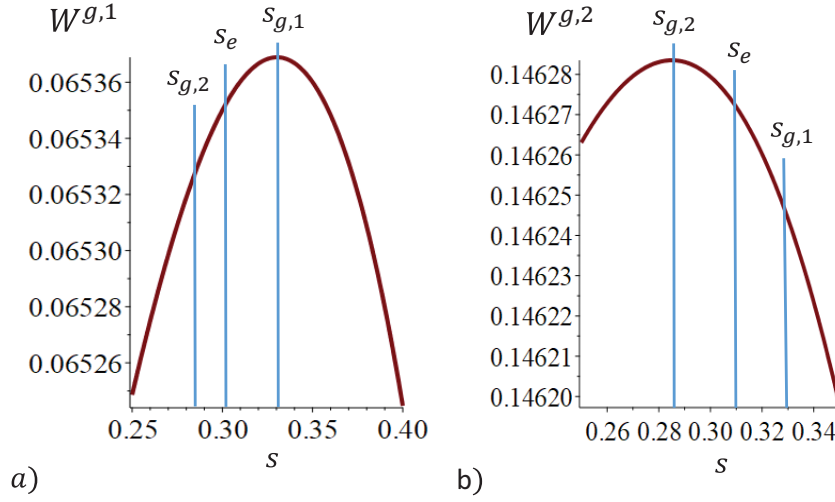 W^{g,1}
s_{g,2}
s_e
s_{g,1}
0.06536
0.06534
0.06532
0.06530
0.06528
0.06526
0.25 0.30 0.35 0.40
s
a)
W^{g,2}
s_{g,2}
s_e
s_{g,1}
0.14628
0.14627
0.14626
0.14625
0.14624
0.14623
0.14622
0.14621
0.14620
0.26 0.28 0.30 0.32 0.34
s
b)